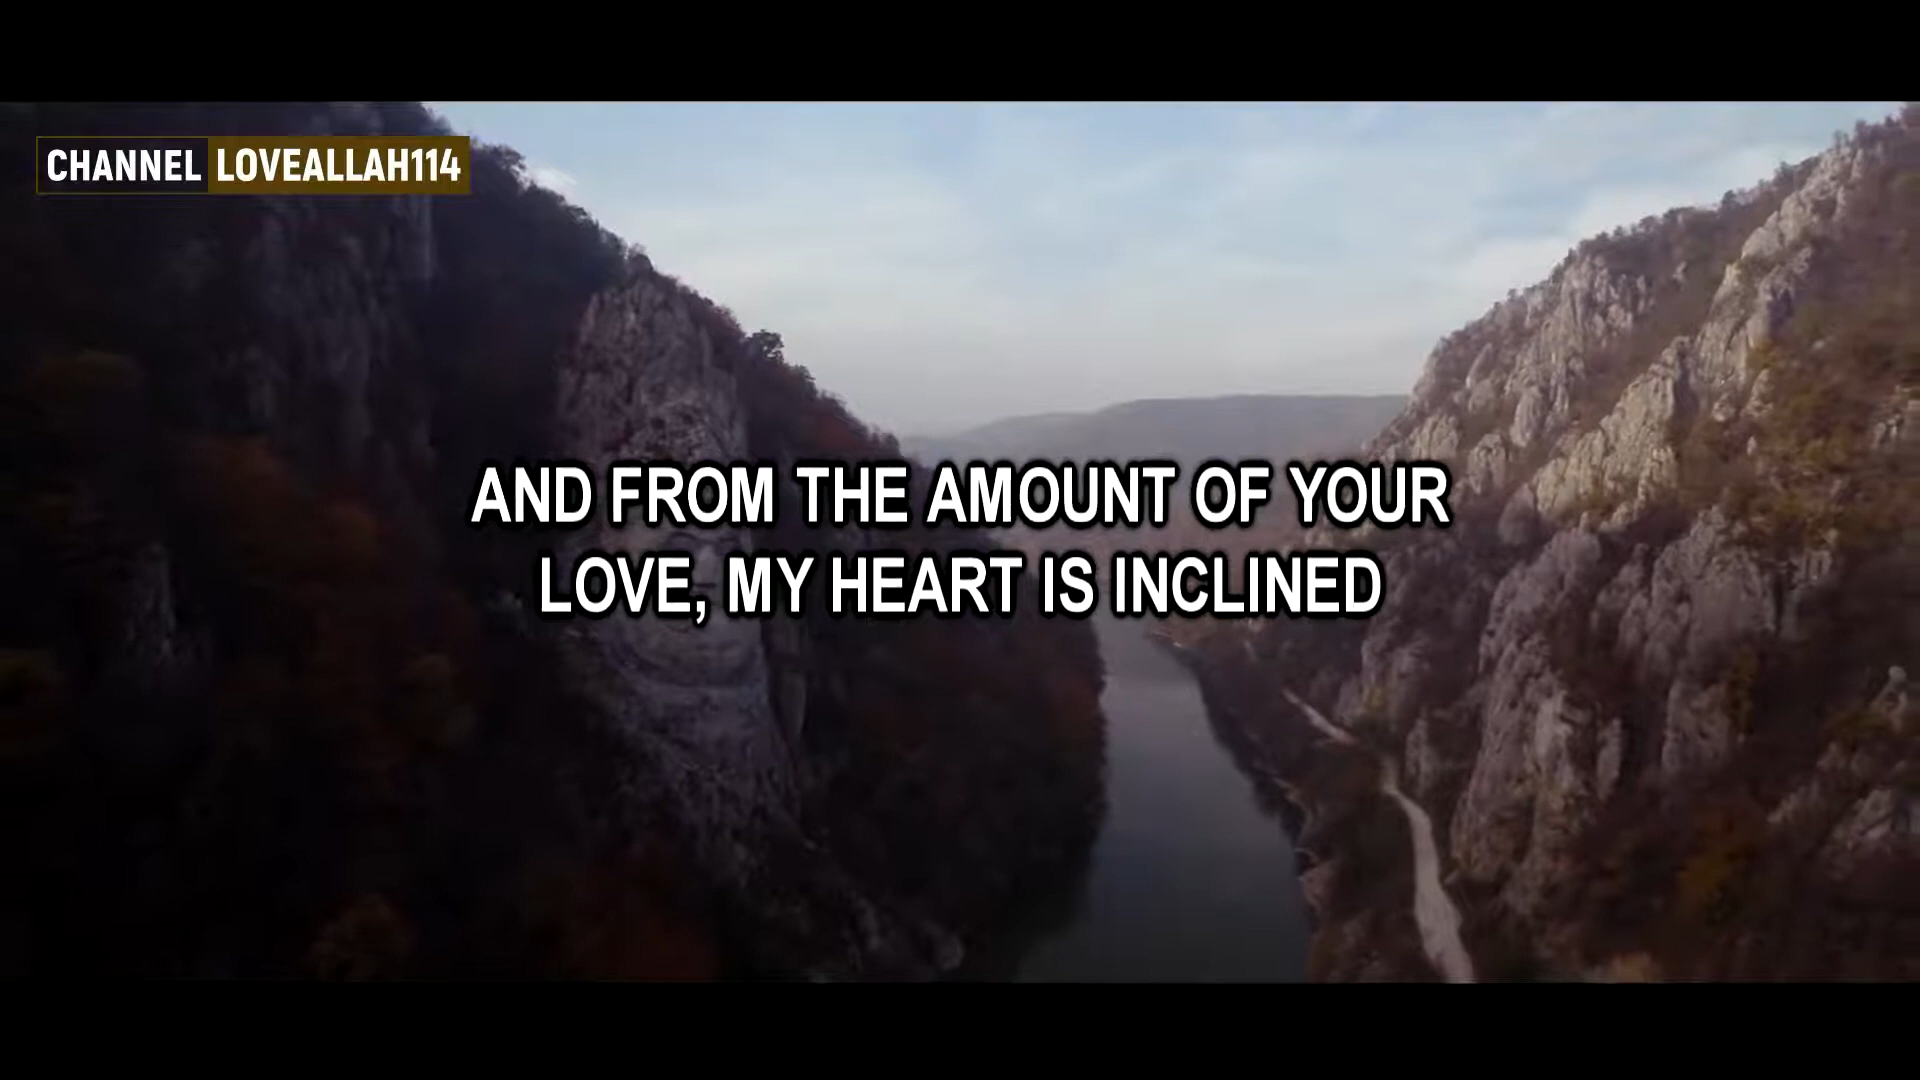 CHANNEL LOVEALLAH114
AND FROM THE AMOUNT OF YOUR
LOVE, MY HEART IS INCLINED